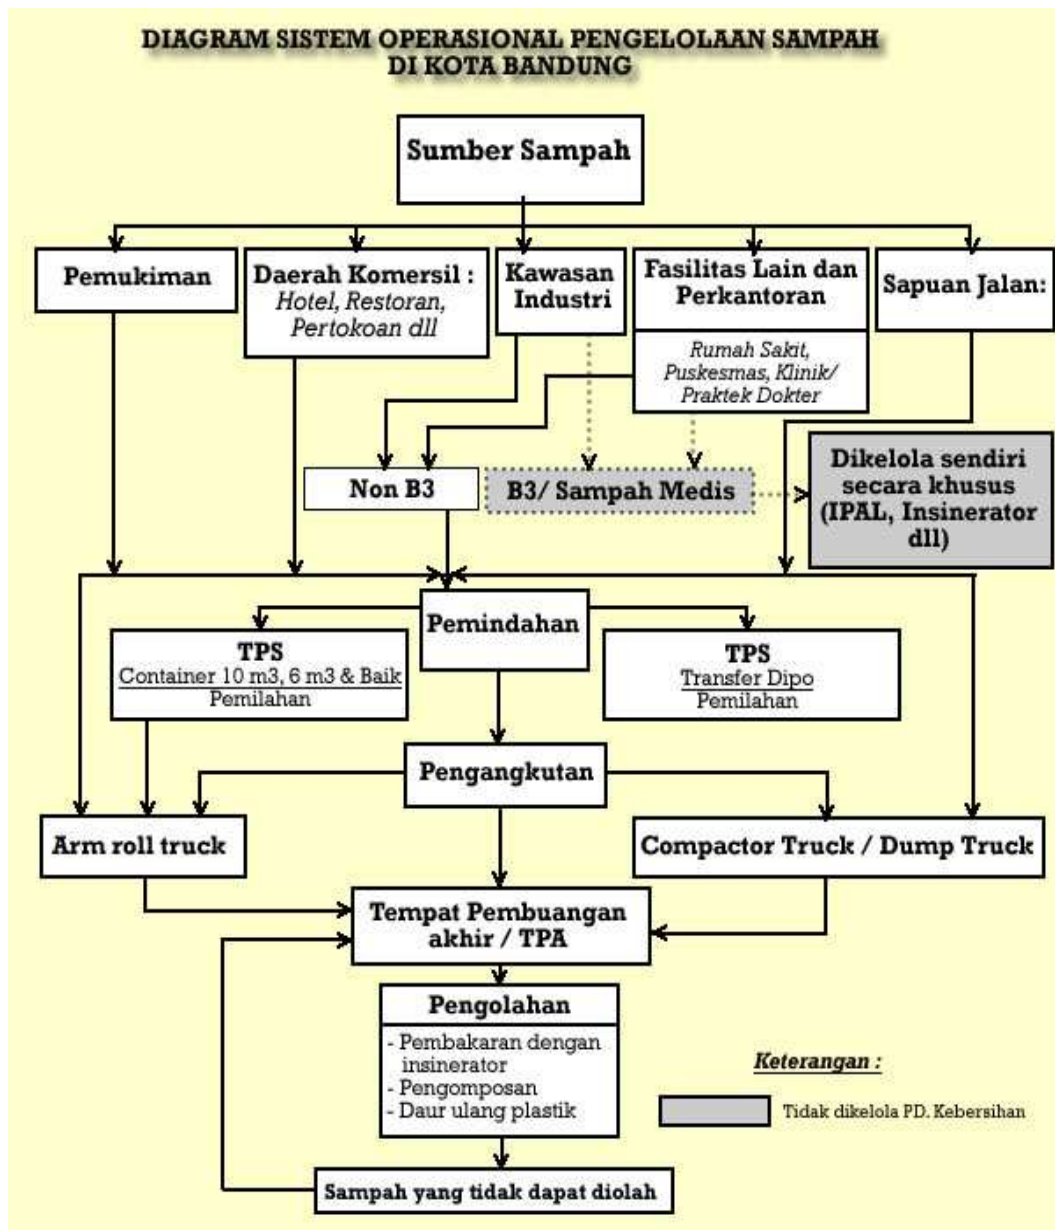 DIAGRAM SISTEM OPERASIONAL PENGELOLAAN SAMPAH
DI KOTA BANDUNG
Sumber Sampah
Pemukiman
Daerah Komersil :
Hotel, Restoran,
Pertokoan dll
Kawasan
Industri
Fasilitas Lain dan
Perkantoran
Rumah Sakit,
Puskesmas, Klinik/
Praktek Dokter
Sapuan Jalan:
Non B3
B3/ Sampah Medis
Dikelola sendiri
secara khusus
(IPAL, Insinerator
dll)
Pemindahan
TPS
Container 10 m3, 6 m3 & Baik
Pemilahan
TPS
Transfer Dipo
Pemilahan
Pengangkutan
Arm roll truck
Compactor Truck / Dump Truck
Tempat Pembuangan
akhir / TPA
Pengolahan
- Pembakaran dengan
insinerator
- Pengomposan
- Daur ulang plastik
Keterangan :
Tidak dikelola PD. Kebersihan
Sampah yang tidak dapat diolah